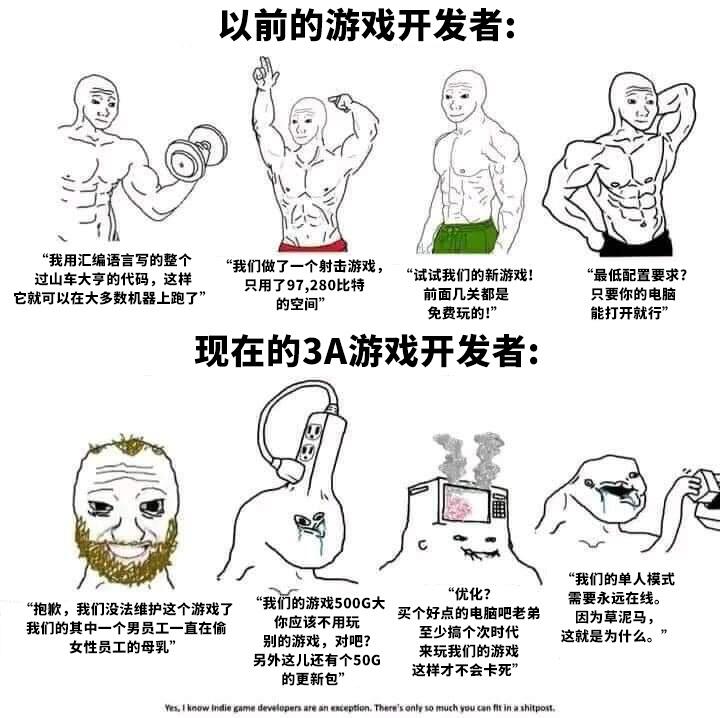 以前的游戏开发者:
“我用汇编语言写的整个
过山车大亨的代码，这样
它就可以在大多数机器上跑了”
“我们做了一个射击游戏，
只用了97,280比特
的空间”
“试试我们的新游戏!
前面几关都是
免费玩的!”
“最低配置要求?
只要你的电脑
能打开就行”
现在的3A游戏开发者:
“抱歉，我们没法维护这个游戏了
我们的其中一个男员工一直在偷
女性员工的母乳”
“我们的游戏500G大
你应该不用玩
别的游戏，对吧?
另外这儿还有个50G
的更新包”
“优化?
买个好点的电脑吧老弟
至少搞个次时代
来玩我们的游戏
这样才不会卡死”
“我们的单人模式
需要永远在线。
因为草泥马，
这就是为什么。”
Yes, I know Indie game developers are an exception. There's only so much you can fit in a shitpost.